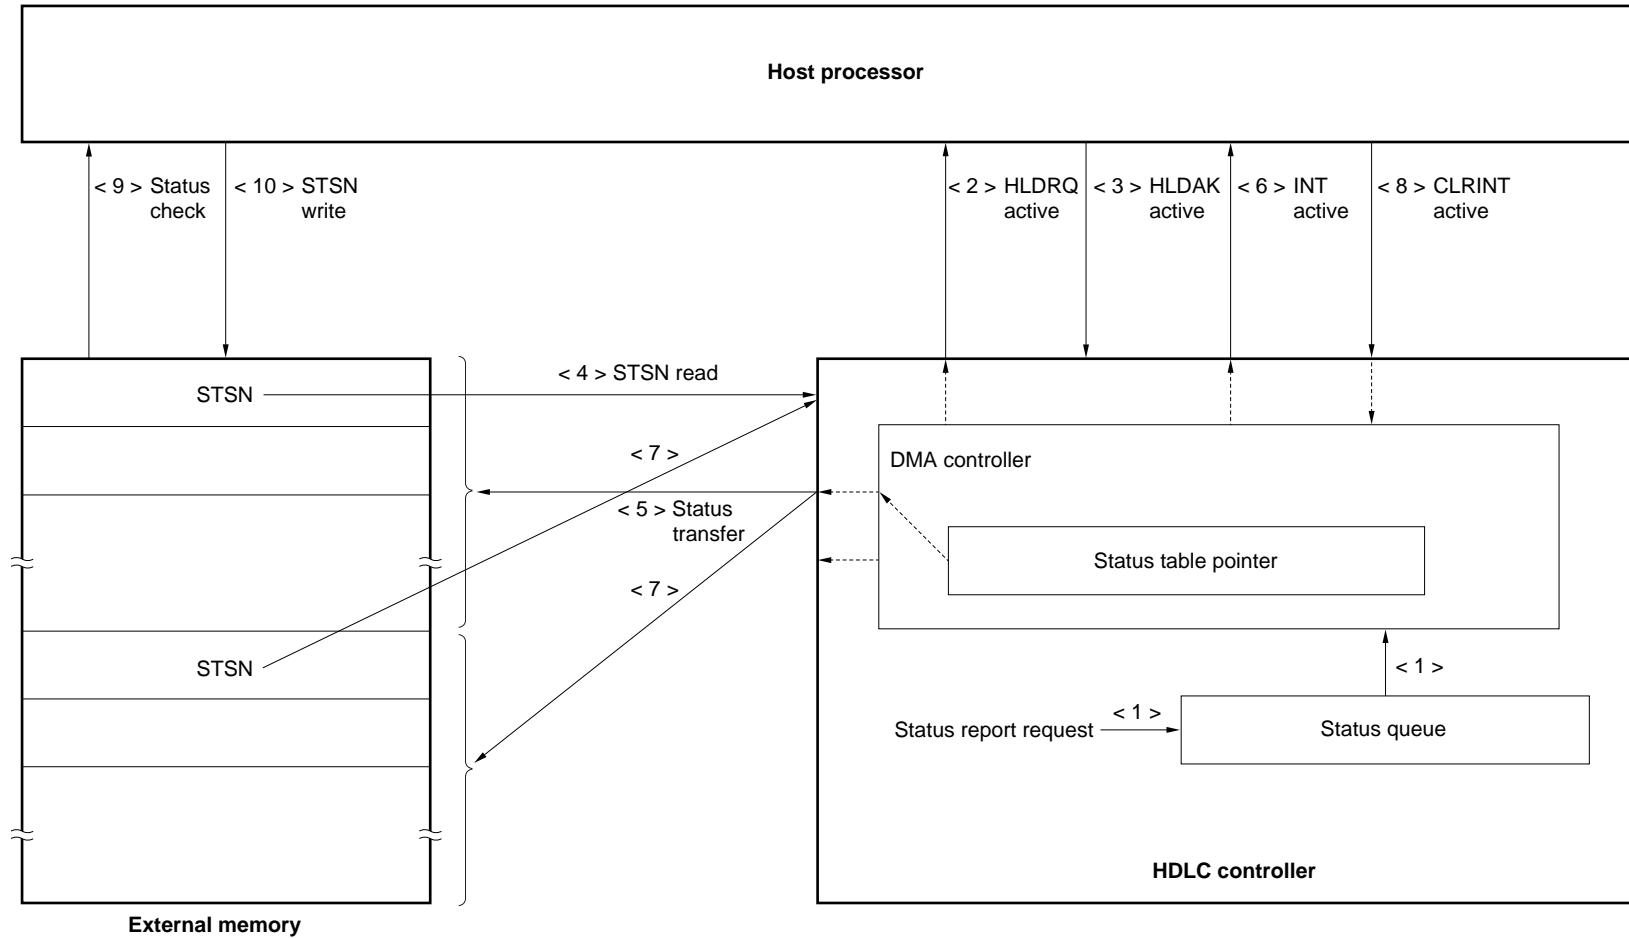 Host processor
< 9 > Status
check
< 10 > STSN
write
< 2 > HLDRQ
active
< 3 > HLDAK
active
< 6 > INT
active
< 8 > CLRINT
active
STSN
< 4 > STSN read
< 7 >
DMA controller
< 5 > Status
transfer
Status table pointer
< 7 >
STSN
< 1 >
Status report request
< 1 >
Status queue
HDLC controller
External memory